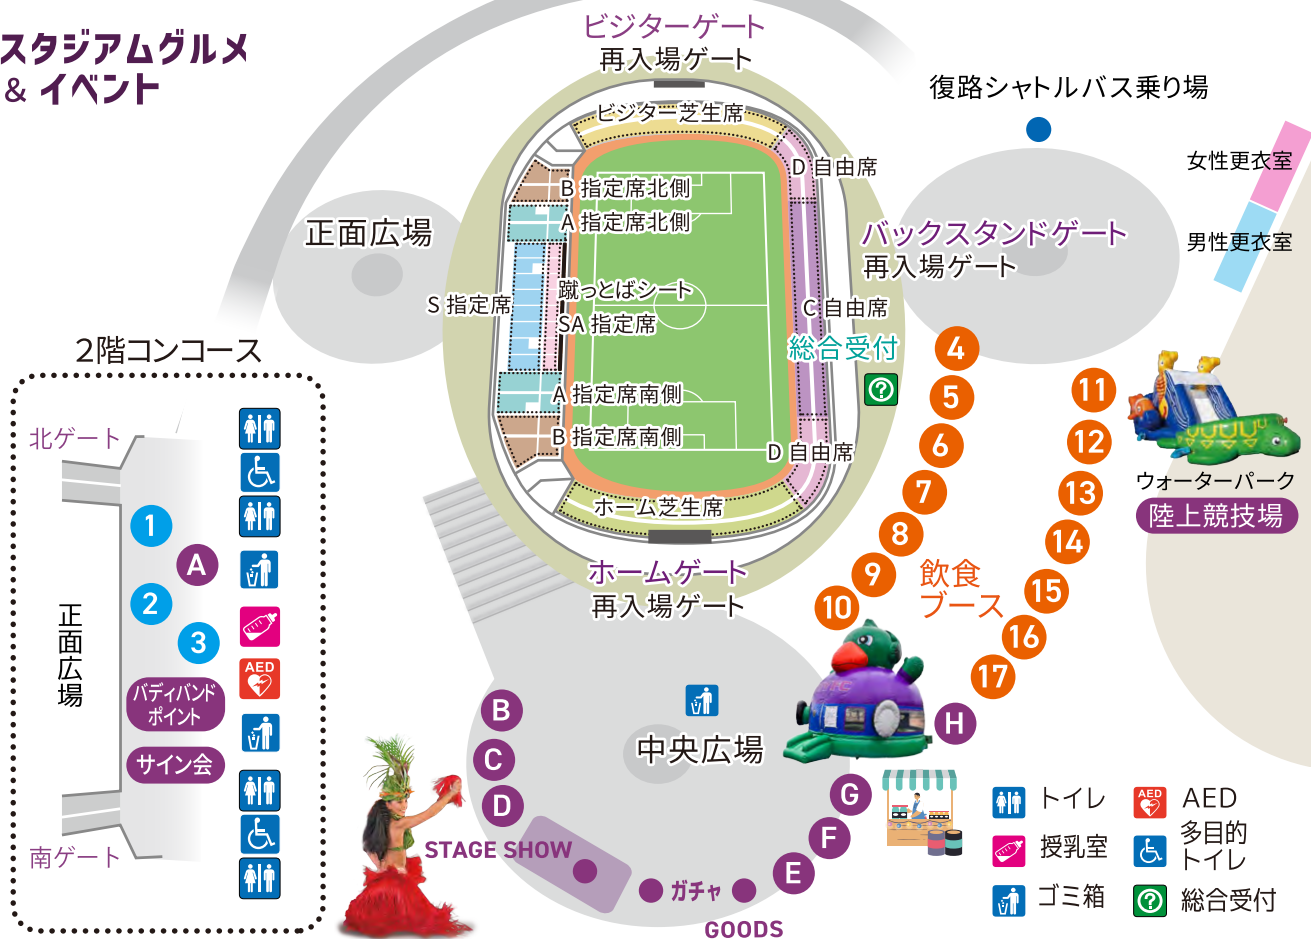 スタジアムグルメ
& イベント
ビジターゲート
再入場ゲート
復路シャトルバス乗り場
女性更衣室
男性更衣室
ビジター芝生席
D 自由席
B 指定席北側
A 指定席北側
正面広場
バックスタンドゲート
再入場ゲート
S 指定席
蹴っとばシート
SA 指定席
C 自由席
総合受付
?
A 指定席南側
B 指定席南側
D 自由席
ホーム芝生席
ホームゲート
再入場ゲート
4
5
6
7
8
9
10
飲食
ブース
11
12
13
14
15
16
17
ウォーターパーク
陸上競技場
2階コンコース
北ゲート
1
A
2
3
正面広場
バディバンド
ポイント
サイン会
南ゲート
AED
中央広場
B
C
D
STAGE SHOW
ガチャ
GOODS
E
F
G
H
トイレ
授乳室
ゴミ箱
AED
AED
多目的
トイレ
?
総合受付